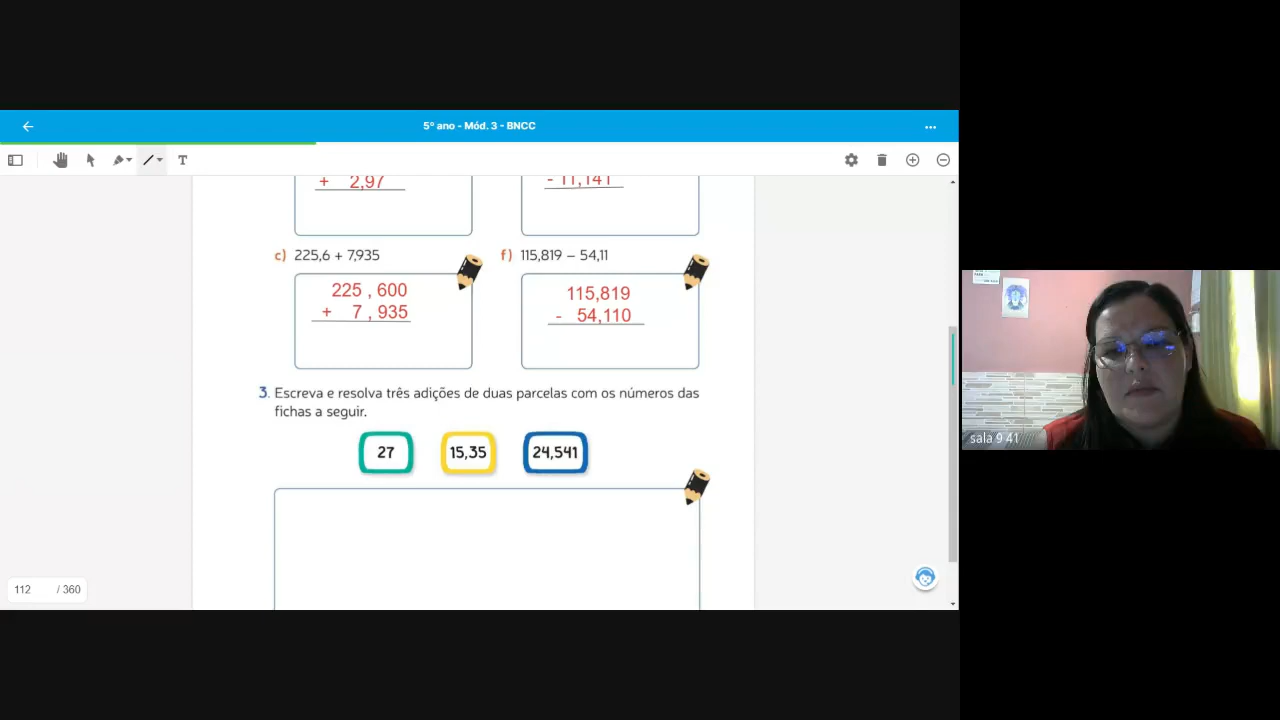 5º ano - Mód. 3 - BNCC
T
+ 2,97
- 11,141
c) 225,6 + 7,935
225 , 600
+ 7 , 935
f) 115,819 – 54,11
115,819
- 54,110
3. Escreva e resolva três adições de duas parcelas com os números das
fichas a seguir.
27 15,35 24,541
112 / 360
sala 9 41